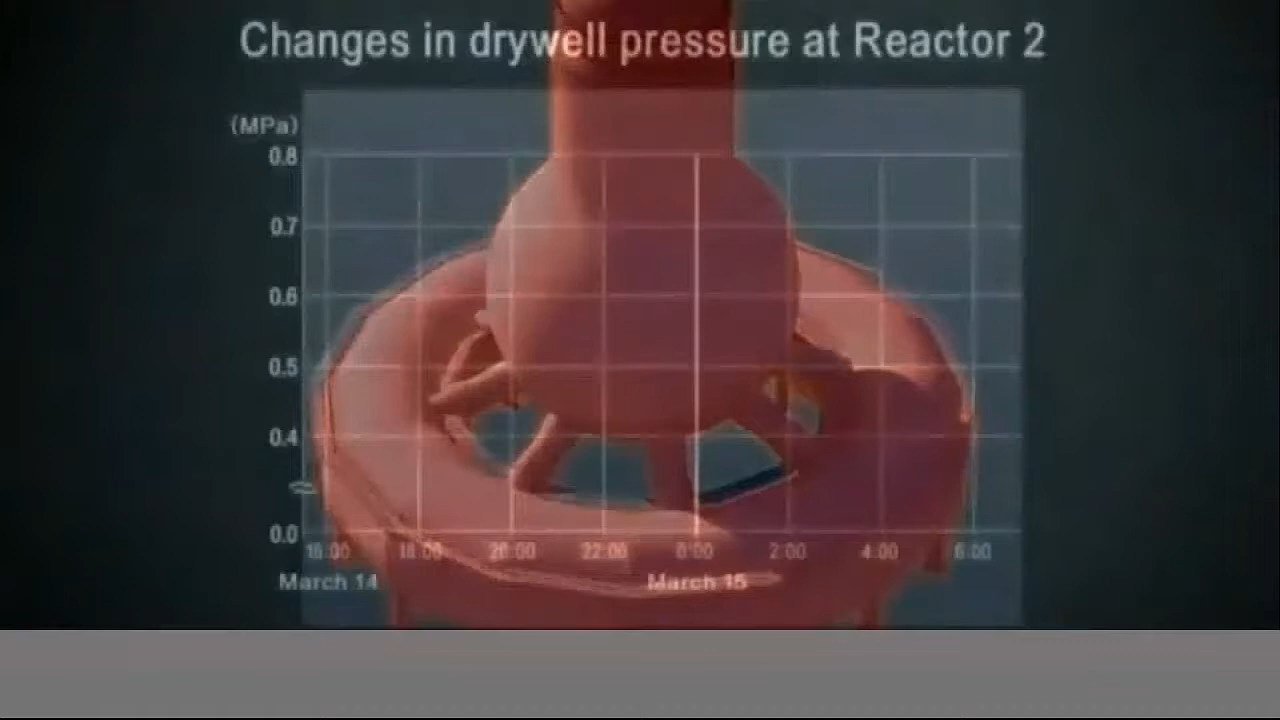 Changes in drywell pressure at Reactor 2
(MPa)
0.8
0.7
0.6
0.5
0.4
0.0
16:00 18:00 20:00 22:00 0:00 2:00 4:00 6:00
March 14 March 15